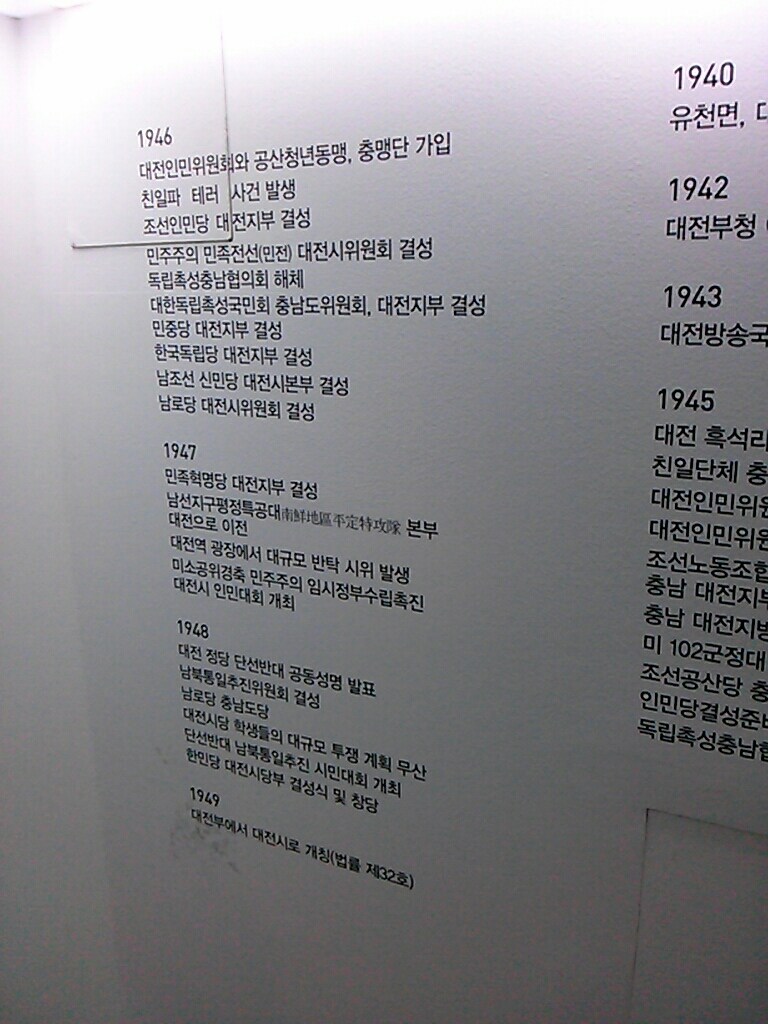 1946
대전인민위원회와 공산청년동맹, 충맹단 가입
친일파 테러 사건 발생
조선인민당 대전지부 결성
민주주의 민족전선(민전) 대전시위원회 결성
독립촉성충남협의회 해체
대한독립촉성국민회 충남도위원회, 대전지부 결성
민중당 대전지부 결성
한국독립당 대전지부 결성
남조선 신민당 대전시본부 결성
남로당 대전시위원회 결성
1947
민족혁명당 대전지부 결성
남선지구평정특공대南鮮地區平定特攻隊 본부
대전으로 이전
대전역 광장에서 대규모 반탁 시위 발생
미소공위경축 민주주의 임시정부수립촉진
대전시 인민대회 개최
1948
대전 정당 단선반대 공동성명 발표
남북통일추진위원회 결성
남로당 충남도당
대전시당 학생들의 대규모 투쟁 계획 무산
단선반대 남북통일추진 시민대회 개최
한민당 대전시당부 결성식 및 창당
1949
대전부에서 대전시로 개칭(법률 제32호)
1940
유천면,
1942
대전부청
1943
대전방송국
1945
대전 흑석리
친일단체 충
대전인민위원
대전인민위원
조선노동조합
충남 대전지부
충남 대전지방
미 102군정대
조선공산당 충
인민당결성준비
독립촉성충남협